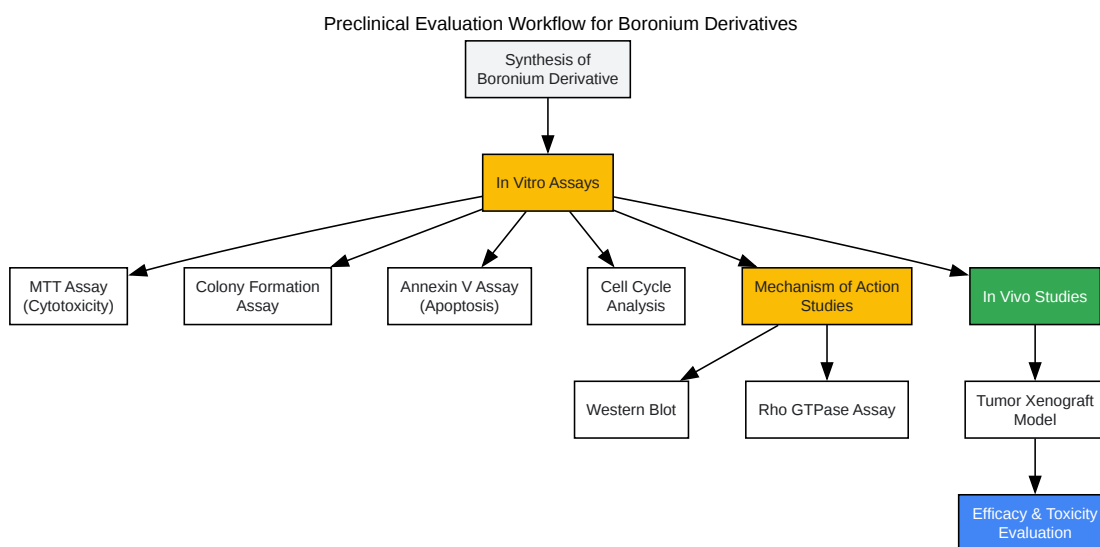 Preclinical Evaluation Workflow for Boronium Derivatives
Synthesis of
Boronium Derivative
In Vitro Assays
MTT Assay
(Cytotoxicity)
Colony Formation
Assay
Annexin V Assay
(Apoptosis)
Cell Cycle
Analysis
Mechanism of Action
Studies
In Vivo Studies
Western Blot
Rho GTPase Assay
Tumor Xenograft
Model
Efficacy & Toxicity
Evaluation